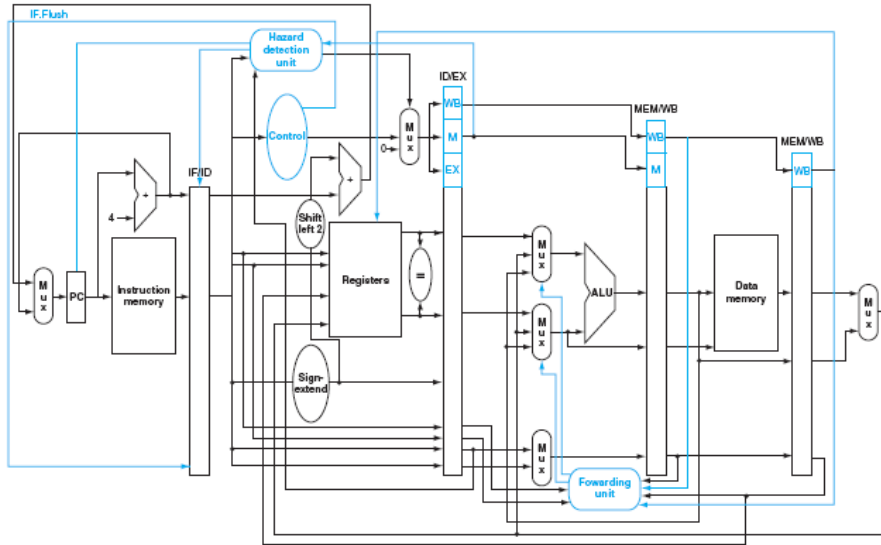 IF.Flush
Hazard
detection
unit
ID/EX
WB
MEM/WB
Control
M
u
x
M
WB
MEM/WB
0
EX
M
WB
IF/ID
+
+
4
Shift
left 2
M
u
x
PC
Instruction
memory
Registers
=
M
u
x
ALU
Data
memory
M
u
x
M
u
x
Sign-
extend
M
u
x
Fowarding
unit